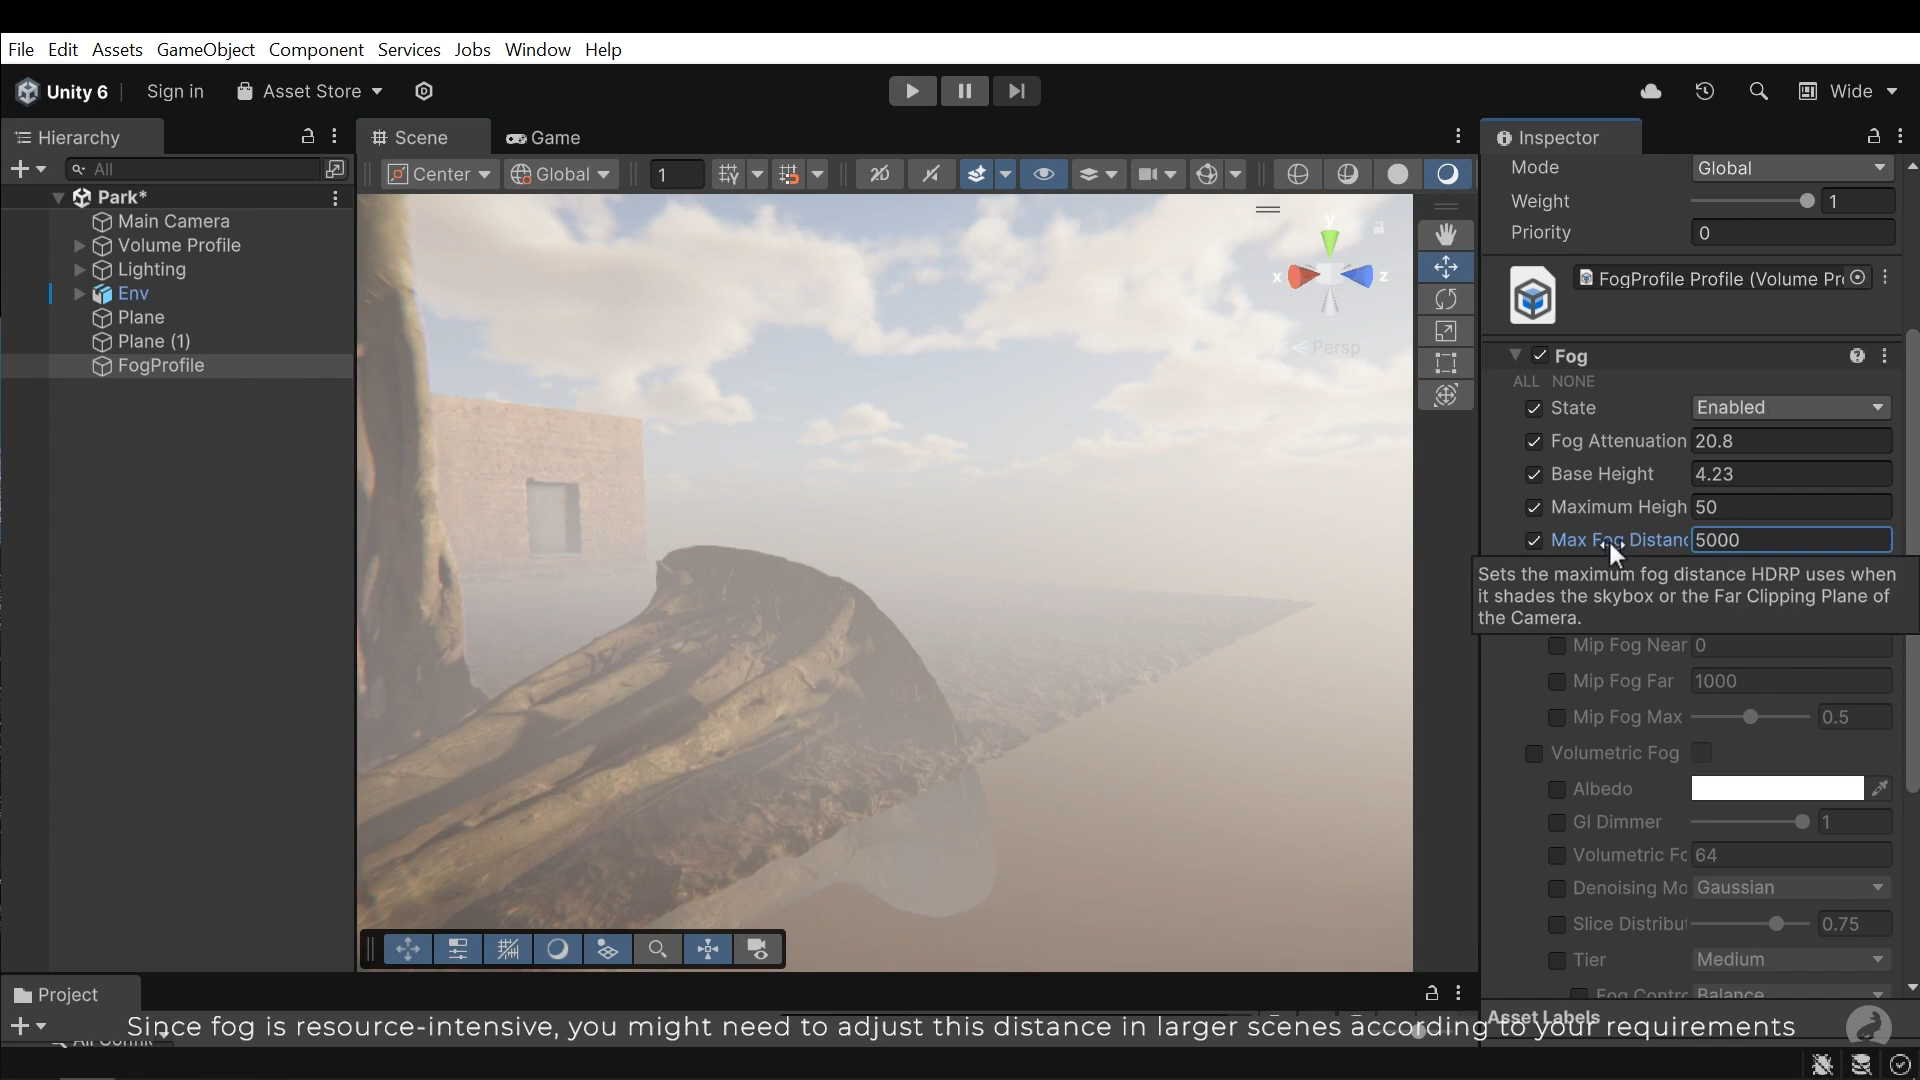 File Edit Assets GameObject Component Services Jobs Window Help
Unity 6 Sign in Asset Store Wide
Hierarchy
All
Park*
Main Camera
Volume Profile
Lighting
Env
Plane
Plane (1)
FogProfile
Scene Game
Center Global 1
y
x z
Persp
Inspector
Mode Global
Weight 1
Priority 0
FogProfile Profile (Volume Pr
Fog
ALL NONE
State Enabled
Fog Attenuation 20.8
Base Height 4.23
Maximum Heigh 50
Max Fog Distanc 5000
Sets the maximum fog distance HDRP uses when
it shades the skybox or the Far Clipping Plane of
the Camera.
Mip Fog Near 0
Mip Fog Far 1000
Mip Fog Max 0.5
Volumetric Fog
Albedo
GI Dimmer 1
Volumetric Fc 64
Denoising Mo Gaussian
Slice Distribut 0.75
Tier Medium
Fog Contrc Balance
Asset Labels
Project
Since fog is resource-intensive, you might need to adjust this distance in larger scenes according to your requirements